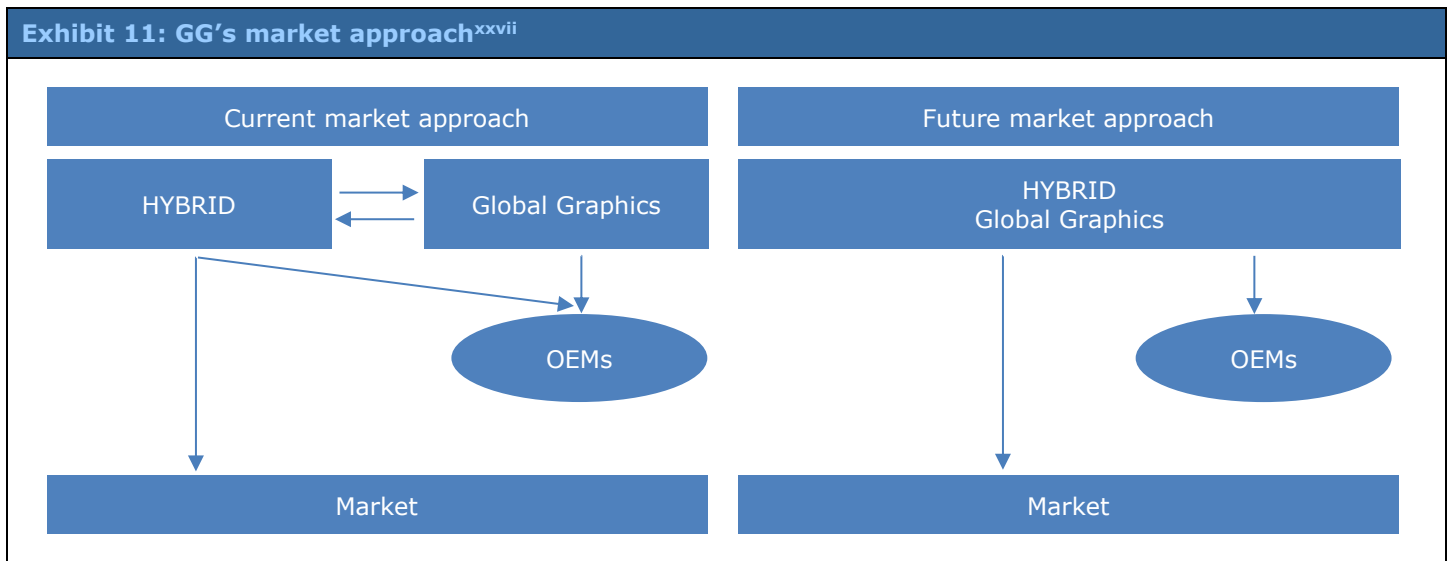 Exhibit 11: GG’s market approachxxvii
Current market approach
HYBRID
Global Graphics
OEMs
Market
Future market approach
HYBRID
Global Graphics
OEMs
Market